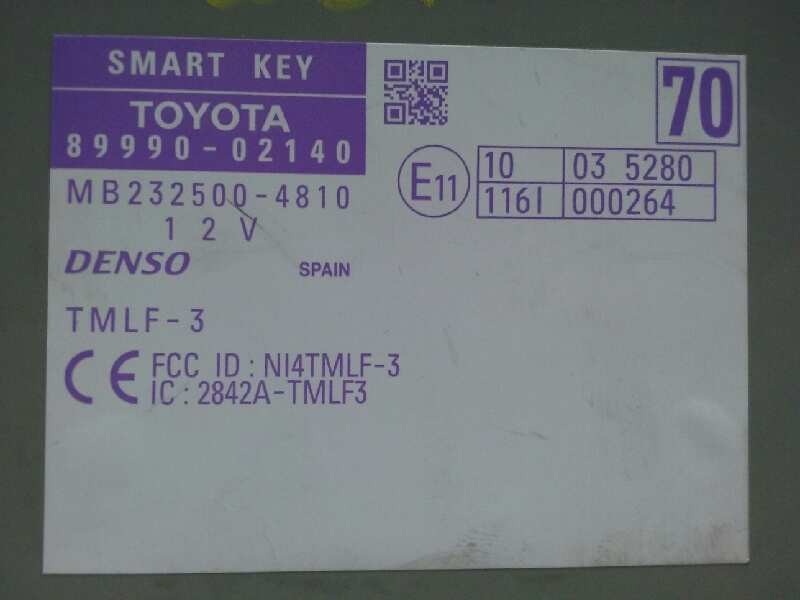 SMART KEY
TOYOTA
89990-02140
MB232500-4810
12V
DENSO
SPAIN
TMLF-3
CE
FCC ID : NI4TMLF-3
IC : 2842A-TMLF3
70
E11
10 03 5280
116I 000264